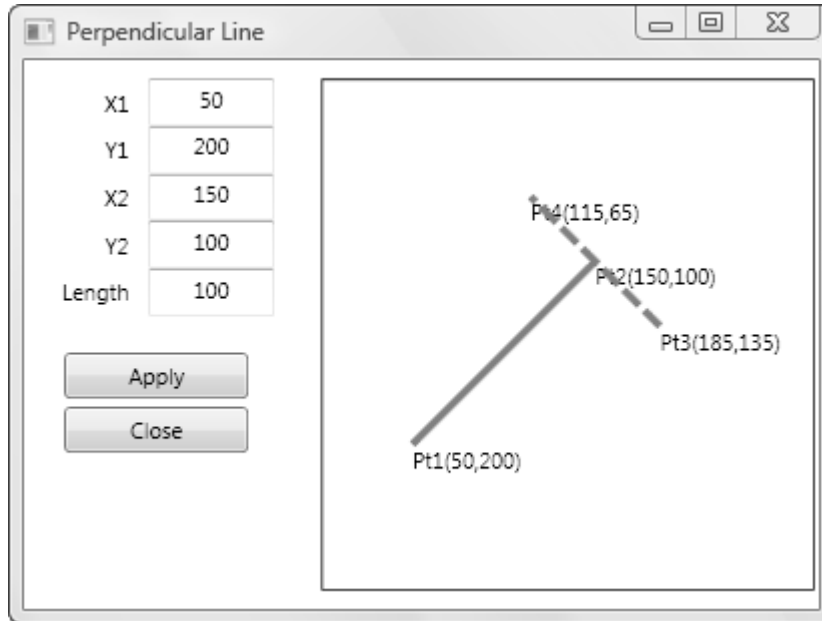 Perpendicular Line
X1 50
Y1 200
X2 150
Y2 100
Length 100
Apply
Close
Pt4(115,65)
Pt2(150,100)
Pt3(185,135)
Pt1(50,200)